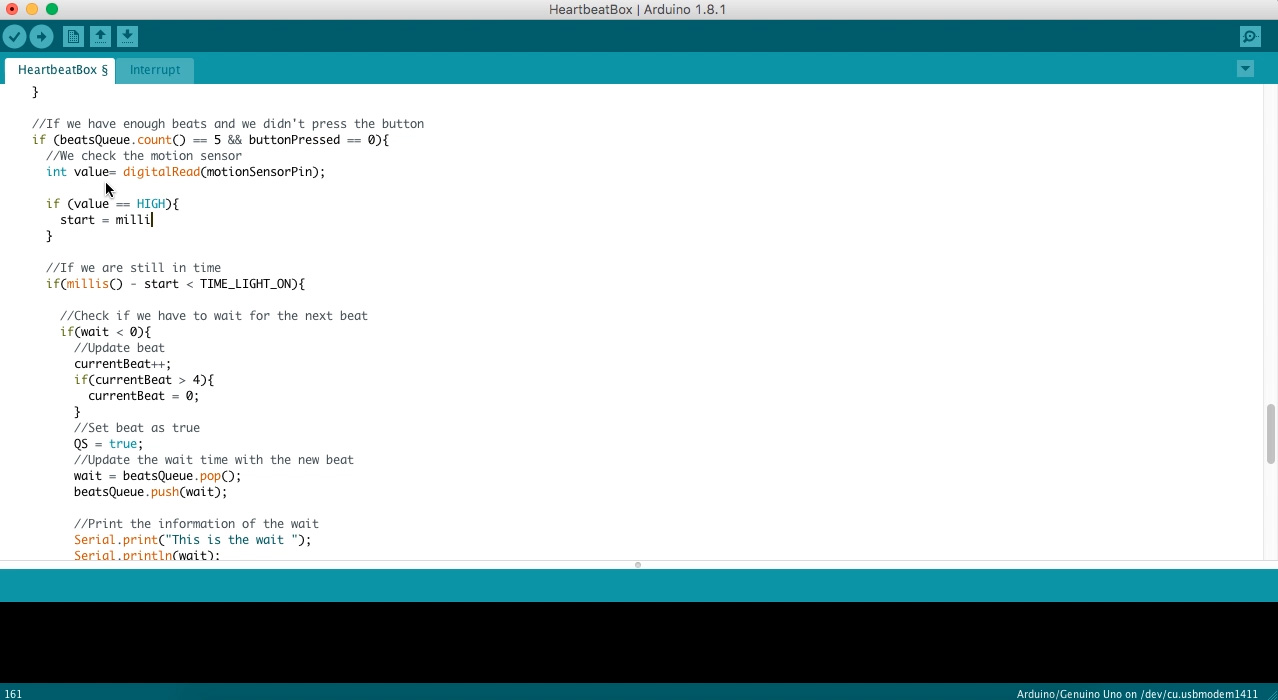 HeartbeatBox | Arduino 1.8.1
HeartbeatBox §
Interrupt
}
//If we have enough beats and we didn't press the button
if (beatsQueue.count() == 5 && buttonPressed == 0){
//We check the motion sensor
int value= digitalRead(motionSensorPin);
if (value == HIGH){
start = milli
}
//If we are still in time
if(millis() - start < TIME_LIGHT_ON){
//Check if we have to wait for the next beat
if(wait < 0){
//Update beat
currentBeat++;
if(currentBeat > 4){
currentBeat = 0;
}
//Set beat as true
QS = true;
//Update the wait time with the new beat
wait = beatsQueue.pop();
beatsQueue.push(wait);
//Print the information of the wait
Serial.print("This is the wait ");
Serial.println(wait);
161
Arduino/Genuino Uno on /dev/cu.usbmodem1411